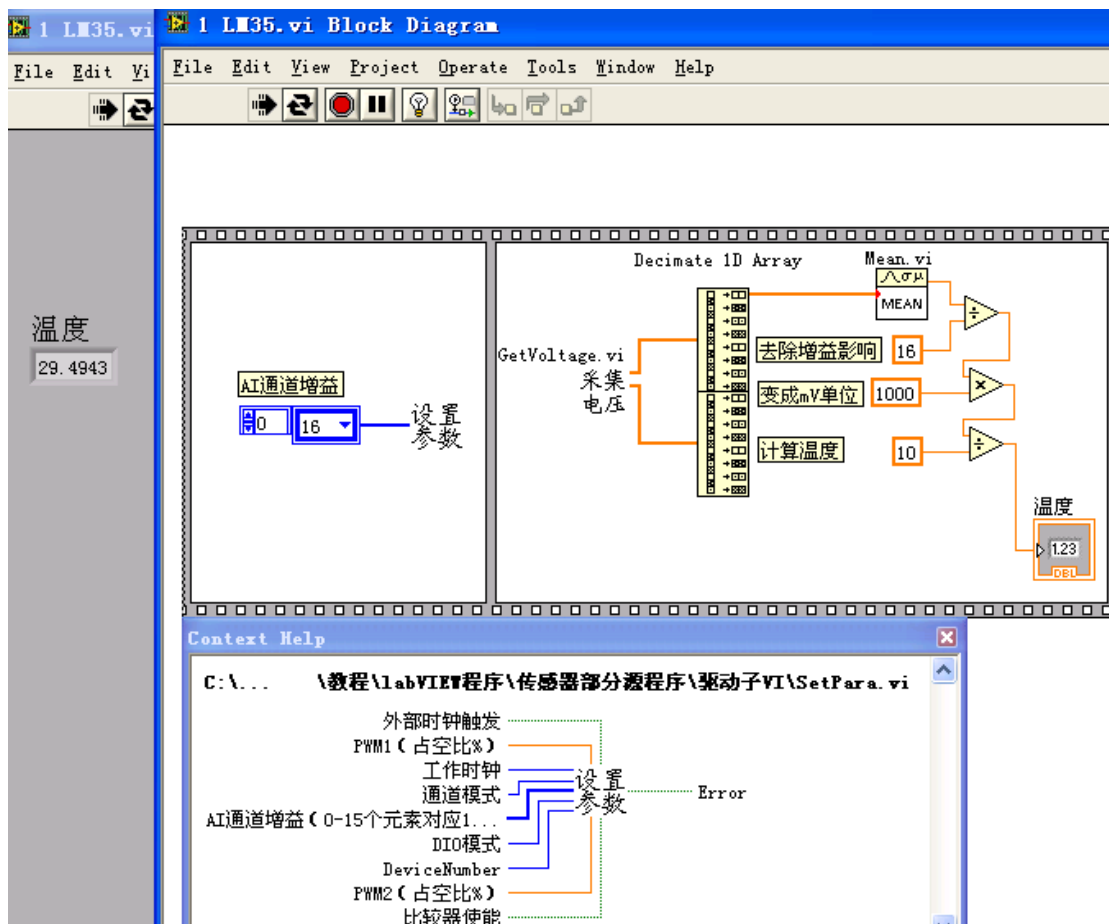 1 LM35.vi
1 LM35.vi Block Diagram
File Edit Vi
File Edit View Project Operate Tools Window Help
温度
29.4943
AI通道增益
0
16
设置
参数
Decimate 1D Array
Mean.vi
MEAN
GetVoltage.vi
采集
电压
去除增益影响
16
变成mV单位
1000
计算温度
10
温度
1.23
DBL
Context Help
C:\... \教程\labVIEW程序\传感器部分源程序\驱动子VI\SetPara.vi
外部时钟触发
PWM1(占空比%)
工作时钟
通道模式
AI通道增益(0-15个元素对应1...
DIO模式
DeviceNumber
PWM2(占空比%)
比较器使能
设置
参数
Error